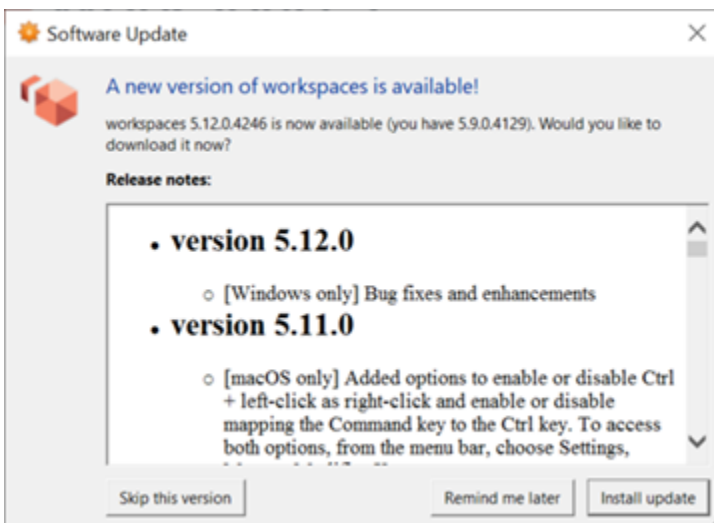 Software Update
A new version of workspaces is available!
workspaces 5.12.0.4246 is now available (you have 5.9.0.4129). Would you like to
download it now?
Release notes:
• version 5.12.0
○ [Windows only] Bug fixes and enhancements
• version 5.11.0
○ [macOS only] Added options to enable or disable Ctrl
+ left-click as right-click and enable or disable
mapping the Command key to the Ctrl key. To access
both options, from the menu bar, choose Settings,
Skip this version
Remind me later
Install update